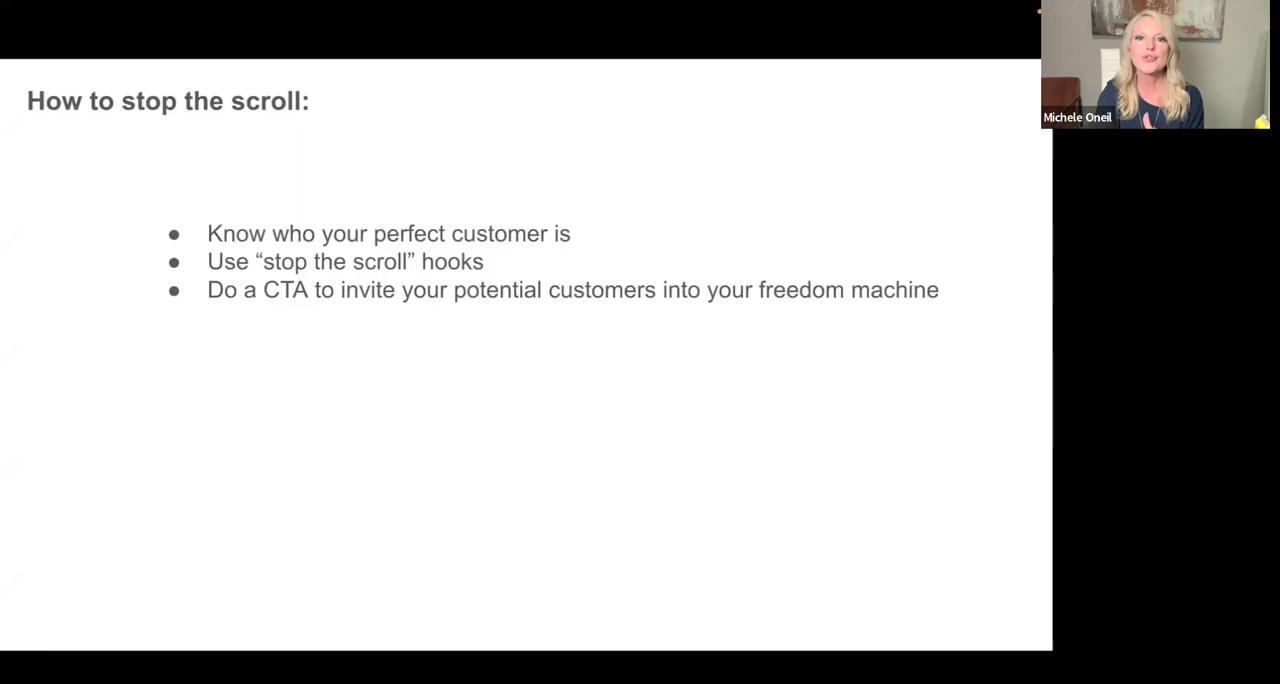 How to stop the scroll:
● Know who your perfect customer is
● Use “stop the scroll” hooks
● Do a CTA to invite your potential customers into your freedom machine
Michele Oneil